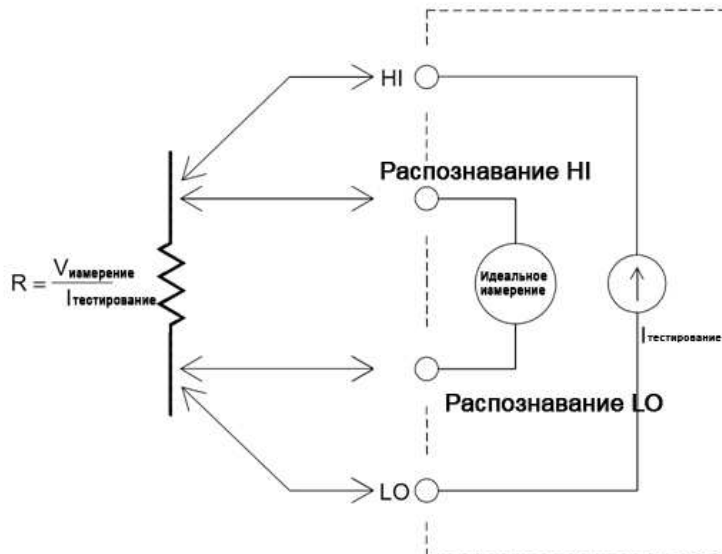 HI
Распознавание HI
R = Vизмерение / Iтестирование
Идеальное
измерение
Iтестирование
Распознавание LO
LO